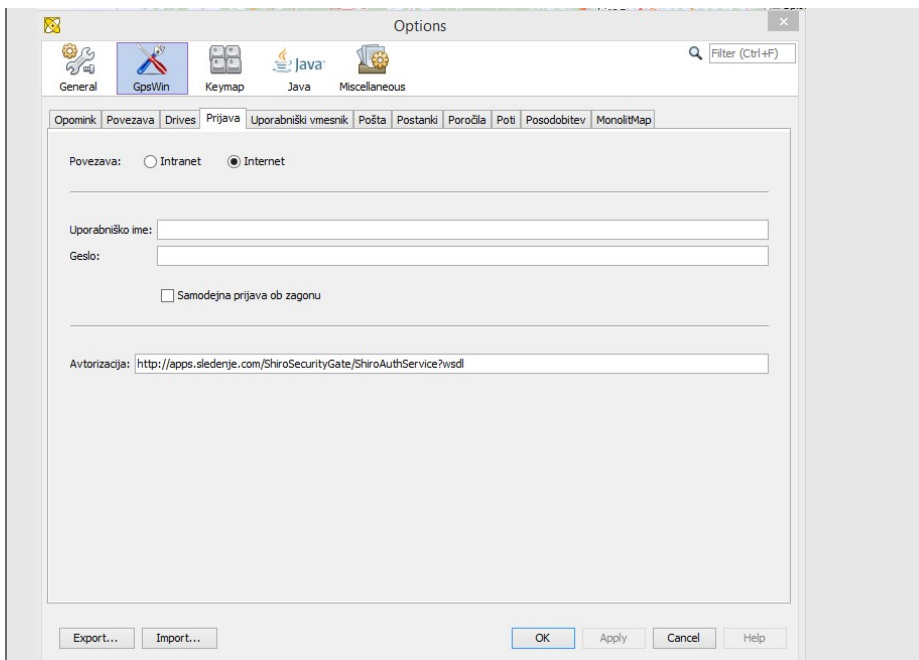 Options
Filter (Ctrl+F)
General GpsWin Keymap Java Miscellaneous
Opomink Povezava Drives Prijava Uporabniški vmesnik Pošta Postanki Poročila Poti Posodobitev MonolitMap
Povezava: Intranet Internet
Uporabniško ime:
Geslo:
Samodejna prijava ob zagonu
Avtorizacija: http://apps.sledenje.com/ShiroSecurityGate/ShiroAuthService?wsdl
Export... Import... OK Apply Cancel Help